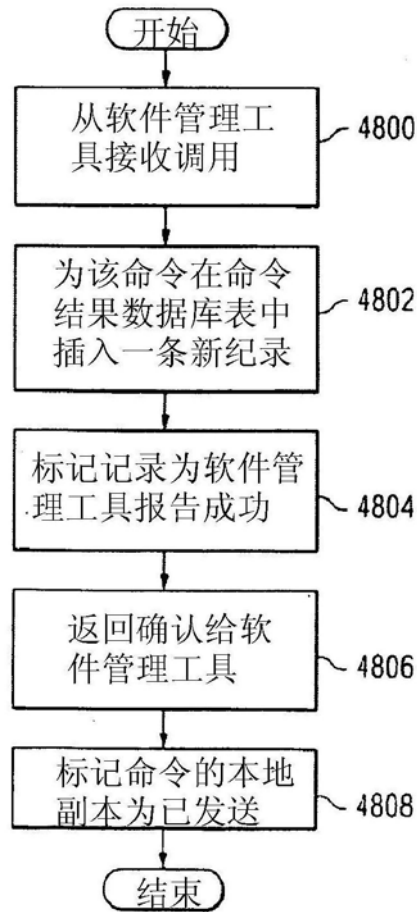 开始
从软件管理工
具接收调用
4800
为该命令在命令
结果数据库表中
插入一条新纪录
4802
标记记录为软件管
理工具报告成功
4804
返回确认给软
件管理工具
4806
标记命令的本地
副本为已发送
4808
结束